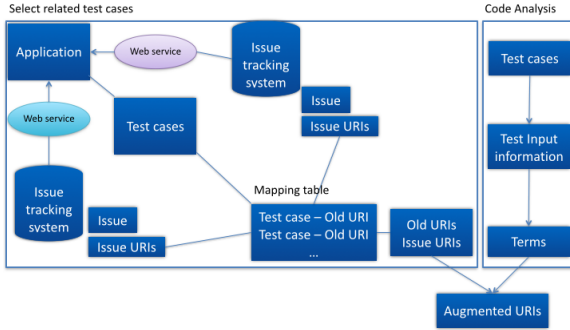 Select related test cases
Code Analysis
Application
Web service
Issue
tracking
system
Test cases
Issue
Issue URIs
Web service
Test cases
Test Input
information
Issue
tracking
system
Issue
Issue URIs
Mapping table
Test case – Old URI
Test case – Old URI
...
Old URIs
Issue URIs
Terms
Augmented URIs